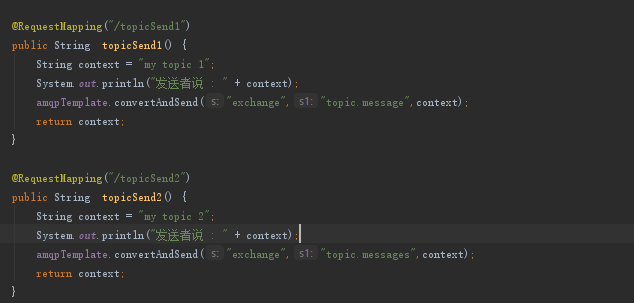 @RequestMapping("/topicSend1")
public String  topicSend1() {
    String context = "my topic 1";
    System.out.println("发送者说 : " + context);
    amqpTemplate.convertAndSend( s: "exchange", s1: "topic.message",context);
    return context;
}
@RequestMapping("/topicSend2")
public String  topicSend2() {
    String context = "my topic 2";
    System.out.println("发送者说 : " + context);
    amqpTemplate.convertAndSend( s: "exchange", s1: "topic.messages",context);
    return context;
}